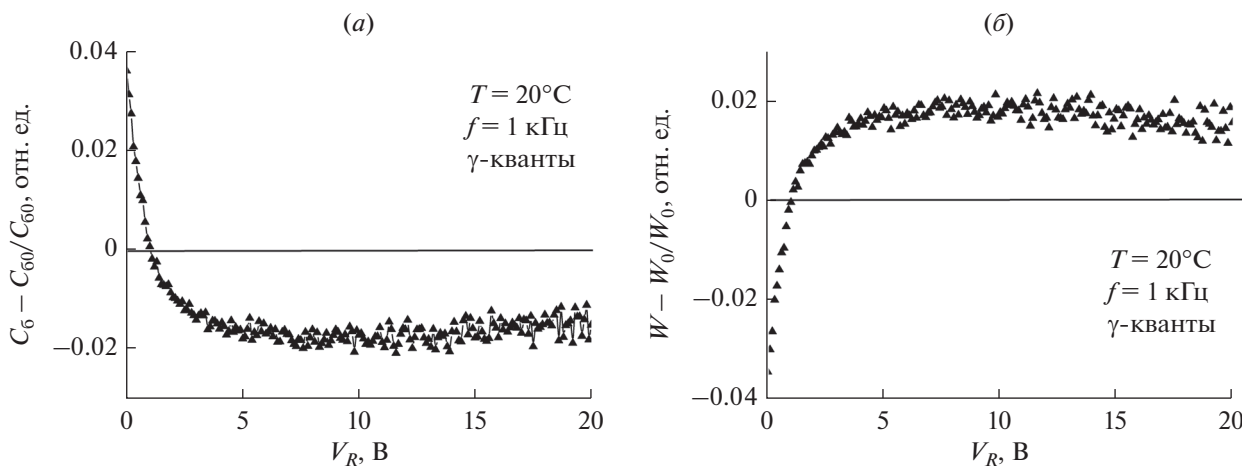 (а)
0.04
0.02
0
−0.02
C_б − C_б0/C_б0, отн. ед.
T = 20°C
f = 1 кГц
γ-кванты
0
5
10
15
20
V_R, В
(б)
0.02
0
−0.02
−0.04
W − W_0/W_0, отн. ед.
T = 20°C
f = 1 кГц
γ-кванты
0
5
10
15
20
V_R, В